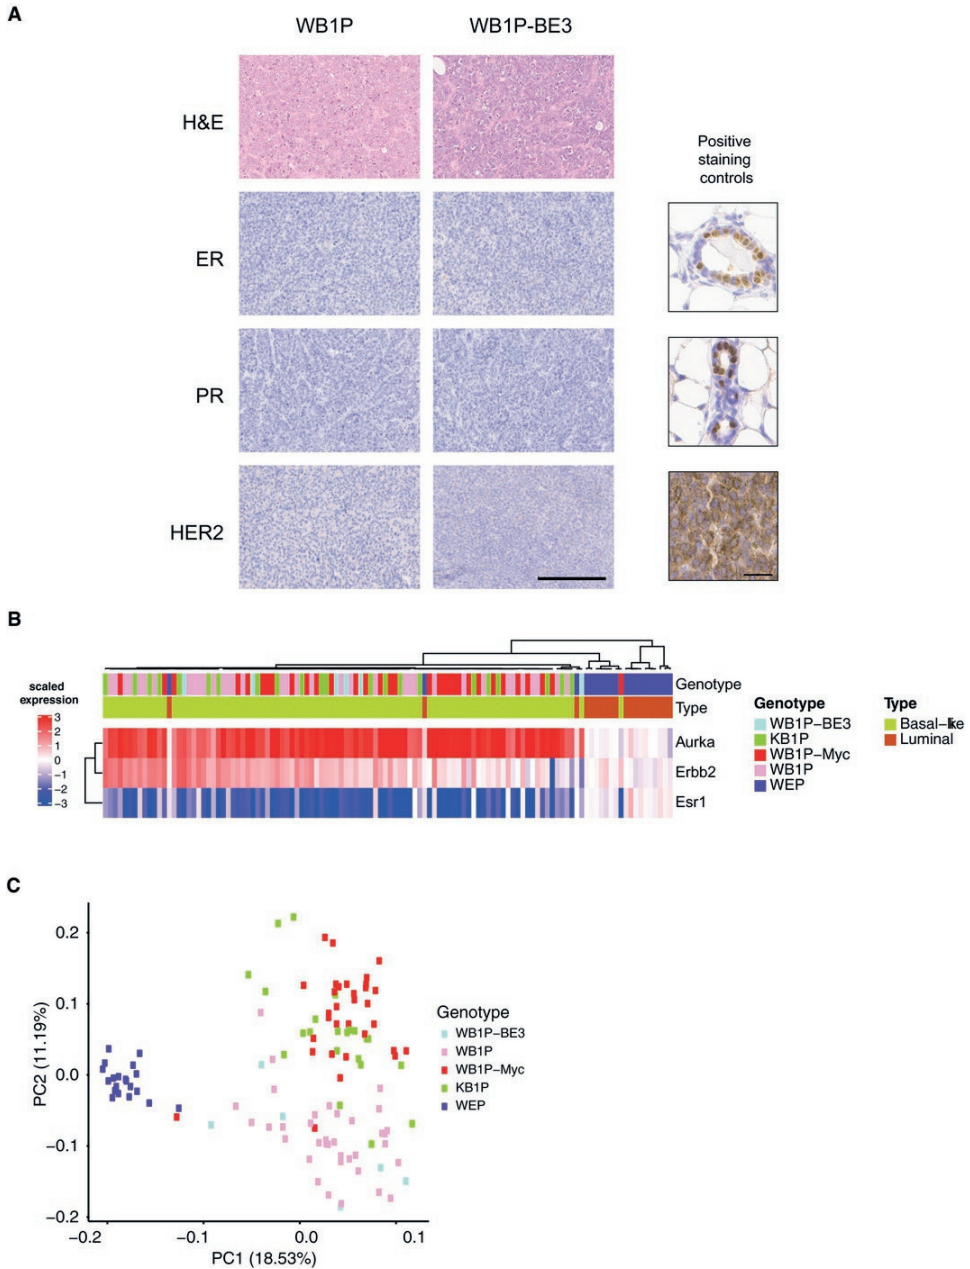 A
WB1P
WB1P-BE3
H&E
Positive
staining
controls
ER
PR
HER2
B
scaled
expression
3
2
1
0
−1
−2
−3
Genotype
Type
Aurka
Erbb2
Esr1
Genotype
WB1P−BE3
KB1P
WB1P−Myc
WB1P
WEP
Type
Basal−like
Luminal
C
PC2 (11.19%)
0.2
0.1
0.0
−0.1
−0.2
−0.2
−0.1
0.0
0.1
PC1 (18.53%)
Genotype
WB1P−BE3
WB1P
WB1P−Myc
KB1P
WEP